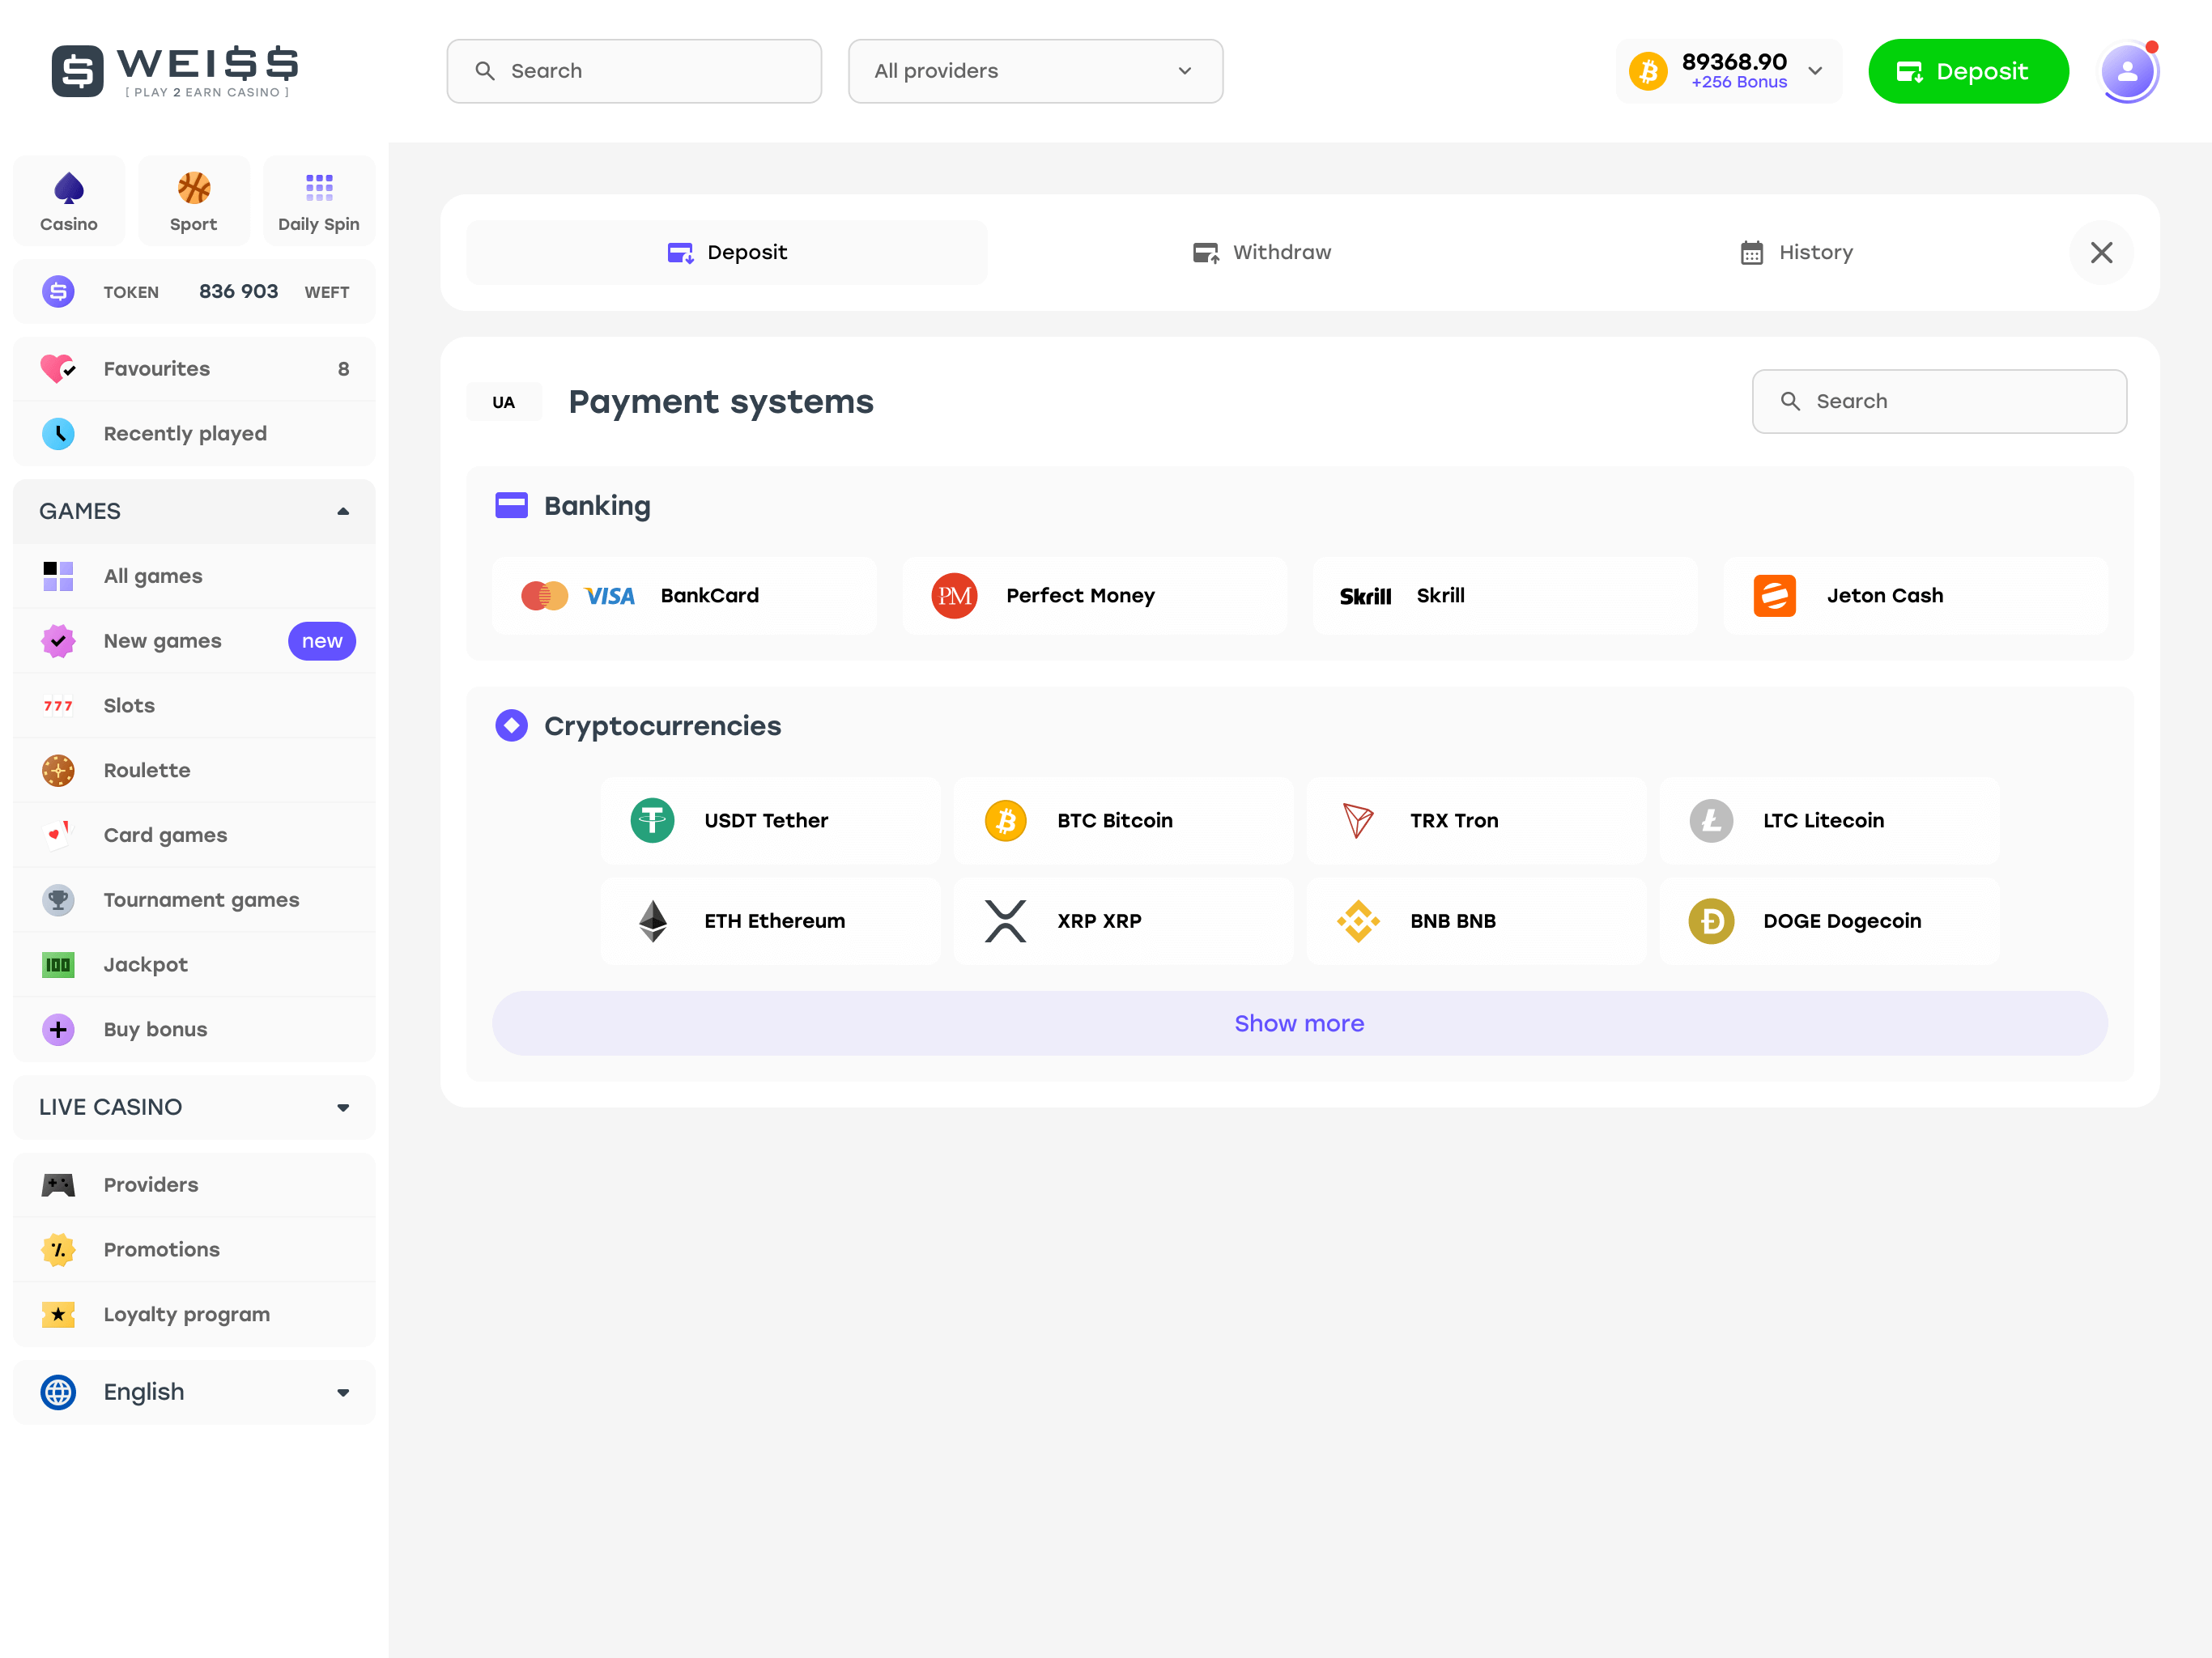 WEI$$
[ PLAY 2 EARN CASINO ]
Search
All providers
89368.90
+256 Bonus
Deposit
Casino
Sport
Daily Spin
TOKEN 836 903 WEFT
Favourites 8
Recently played
GAMES
All games
New games new
777 Slots
Roulette
Card games
Tournament games
100 Jackpot
Buy bonus
LIVE CASINO
Providers
Promotions
Loyalty program
English
Deposit
Withdraw
History
UA Payment systems
Search
Banking
VISA BankCard
PM Perfect Money
Skrill Skrill
Jeton Cash
Cryptocurrencies
USDT Tether
BTC Bitcoin
TRX Tron
LTC Litecoin
ETH Ethereum
XRP XRP
BNB BNB
DOGE Dogecoin
Show more